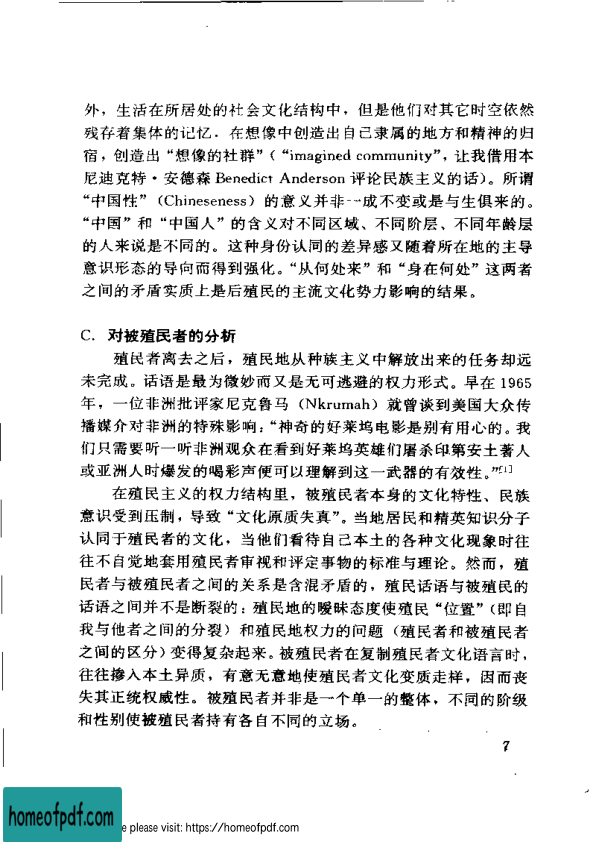 外，生活在所居处的社会文化结构中，但是他们对其它时空依然
残存着集体的记忆．在想像中创造出自己隶属的地方和精神的归
宿，创造出“想像的社群”（“imagined community”，让我借用本
尼迪克特·安德森 Benedict Anderson 评论民族主义的话）。所谓
“中国性”（Chineseness）的意义并非一成不变或是与生俱来的。
“中国”和“中国人”的含义对不同区域、不同阶层、不同年龄层
的人来说是不同的。这种身份认同的差异感又随着所在地的主导
意识形态的导向而得到强化。“从何处来”和“身在何处”这两者
之间的矛盾实质上是后殖民的主流文化势力影响的结果。
C. 对被殖民者的分析
殖民者离去之后，殖民地从种族主义中解放出来的任务却远
未完成。话语是最为微妙而又是无可逃避的权力形式。早在 1965
年，一位非洲批评家尼克鲁马（Nkrumah）就曾谈到美国大众传
播媒介对非洲的特殊影响：“神奇的好莱坞电影是别有用心的。我
们只需要听一听非洲观众在看到好莱坞英雄们屠杀印第安土著人
或亚洲人时爆发的喝彩声便可以理解到这一武器的有效性。”[1]
在殖民主义的权力结构里，被殖民者本身的文化特性、民族
意识受到压制，导致“文化原质失真”。当地居民和精英知识分子
认同于殖民者的文化，当他们看待自己本土的各种文化现象时往
往不自觉地套用殖民者审视和评定事物的标准与理论。然而，殖
民者与被殖民者之间的关系是含混矛盾的，殖民话语与被殖民的
话语之间并不是断裂的：殖民地的暧昧态度使殖民“位置”（即自
我与他者之间的分裂）和殖民地权力的问题（殖民者和被殖民者
之间的区分）变得复杂起来。被殖民者在复制殖民者文化语言时，
往往掺入本土异质，有意无意地使殖民者文化变质走样，因而丧
失其正统权威性。被殖民者并非是一个单一的整体，不同的阶级
和性别使被殖民者持有各自不同的立场。
7
homeofpdf.com
e please visit: https://homeofpdf.com